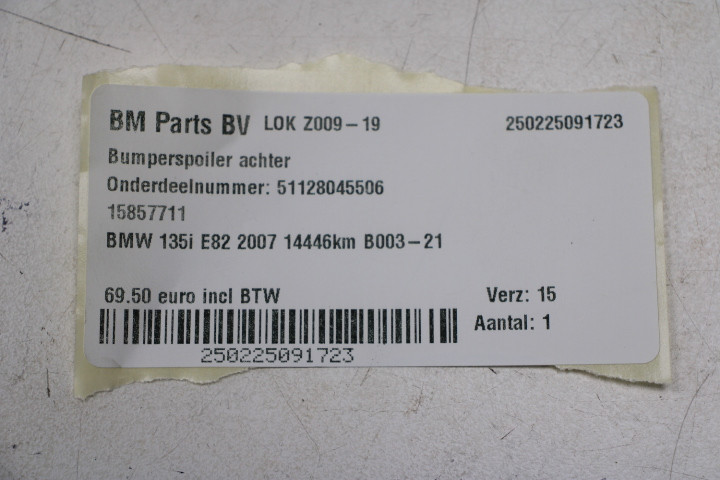 BM Parts BV LOK Z009-19 250225091723
Bumperspoiler achter
Onderdeelnummer: 51128045506
15857711
BMW 135i E82 2007 14446km B003-21
69.50 euro incl BTW Verz: 15
Aantal: 1
250225091723